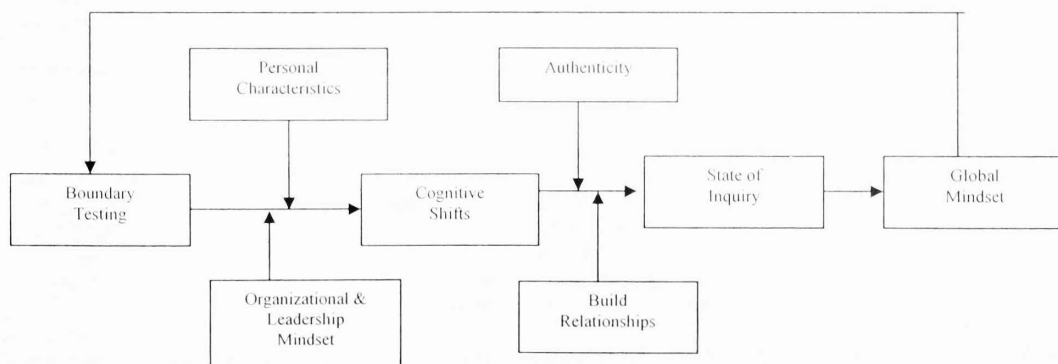 Personal
Characteristics
Authenticity
Boundary
Testing
Cognitive
Shifts
State of
Inquiry
Global
Mindset
Organizational &
Leadership
Mindset
Build
Relationships